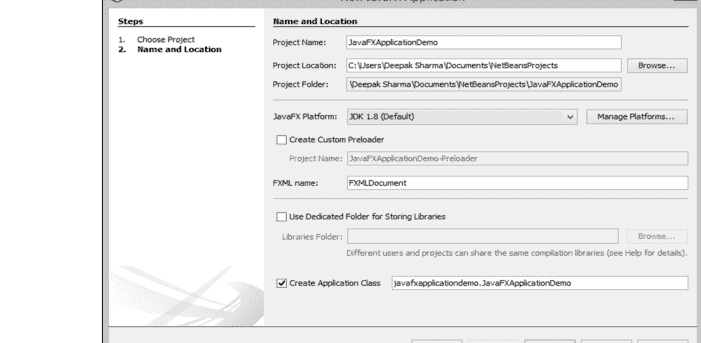 New JavaFX Application
Steps
1. Choose Project
2. Name and Location
Name and Location
Project Name: JavaFXApplicationDemo
Project Location: C:\Users\Deepak Sharma\Documents\NetBeansProjects Browse...
Project Folder: \Deepak Sharma\Documents\NetBeansProjects\JavaFXApplicationDemo
JavaFX Platform: JDK 1.8 (Default) Manage Platforms...
Create Custom Preloader
Project Name: JavaFXApplicationDemo-Preloader
FXML name: FXMLDocument
Use Dedicated Folder for Storing Libraries
Libraries Folder: Browse...
Different users and projects can share the same compilation libraries (see Help for details).
Create Application Class javafxapplicationdemo.JavaFXApplicationDemo